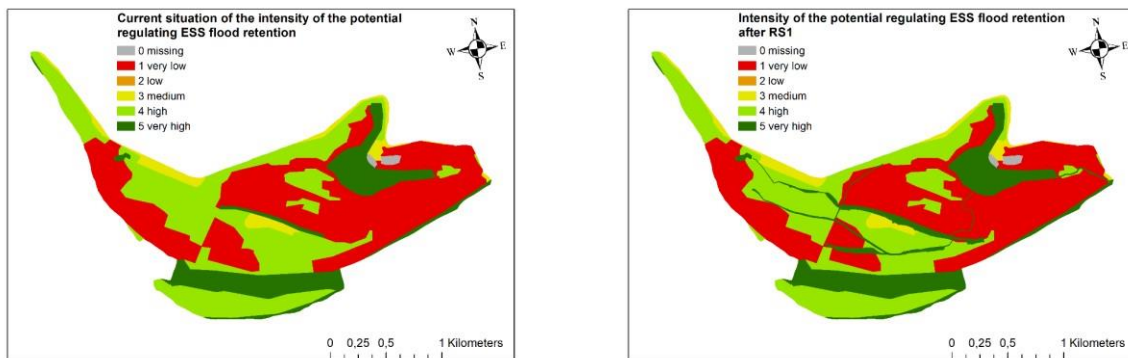 Current situation of the intensity of the potential
regulating ESS flood retention
0 missing
1 very low
2 low
3 medium
4 high
5 very high
N
W E
S
0 0,25 0,5 1 Kilometers
Intensity of the potential regulating ESS flood retention
after RS1
0 missing
1 very low
2 low
3 medium
4 high
5 very high
N
W E
S
0 0,25 0,5 1 Kilometers